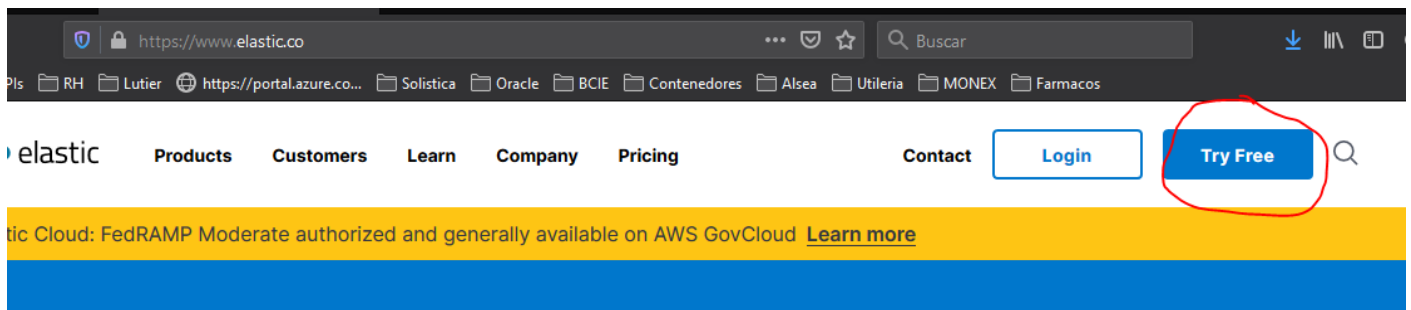 https://www.elastic.co
Buscar
PIs RH Lutier https://portal.azure.co... Solistica Oracle BCIE Contenedores Alsea Utileria MONEX Farmacos
elastic Products Customers Learn Company Pricing Contact Login Try Free
tic Cloud: FedRAMP Moderate authorized and generally available on AWS GovCloud Learn more